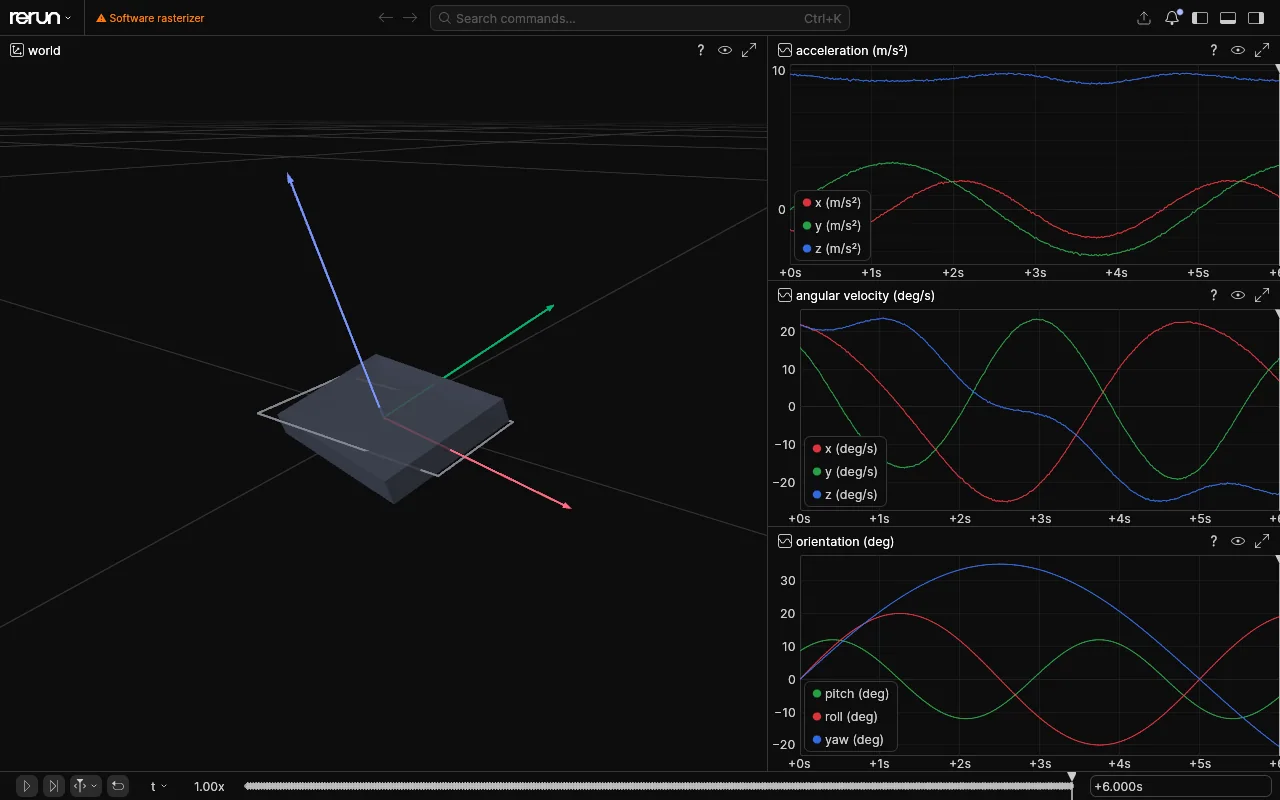 rerun
Software rasterizer
Search commands...
Ctrl+K
world
?
acceleration (m/s²)
?
10
0
x (m/s²)
y (m/s²)
z (m/s²)
+0s +1s +2s +3s +4s +5s +6
angular velocity (deg/s)
?
20
10
0
−10
−20
x (deg/s)
y (deg/s)
z (deg/s)
+0s +1s +2s +3s +4s +5s +6
orientation (deg)
?
30
20
10
0
−10
−20
pitch (deg)
roll (deg)
yaw (deg)
+0s +1s +2s +3s +4s +5s +6
t
1.00x
+6.000s